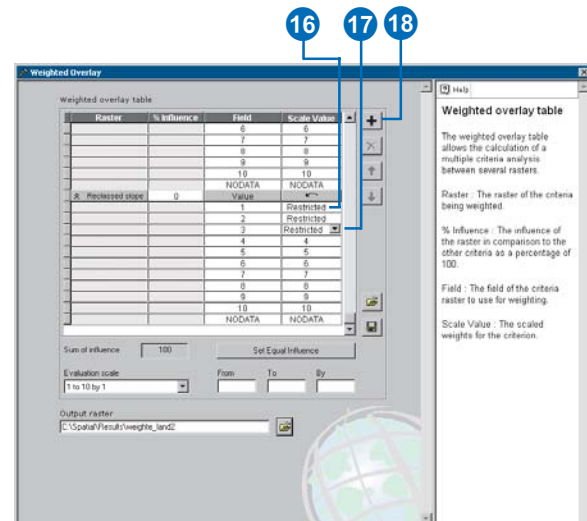 16 17 18
Weighted Overlay
Weighted overlay table
Raster % Influence Field Scale Value
6 6
7 7
8 8
9 9
10 10
NODATA NODATA
Reclassed slope 0 Value
1 Restricted
2 Restricted
3 Restricted
4 4
5 5
6 6
7 7
8 8
9 9
10 10
NODATA NODATA
Sum of influence 100 Set Equal Influence
Evaluation scale From To By
1 to 10 by 1
Output raster
C:\Spatial\Results\weighte_land2
Help
Weighted overlay table
The weighted overlay table
allows the calculation of a
multiple criteria analysis
between several rasters.
Raster : The raster of the criteria
being weighted.
% Influence : The influence of
the raster in comparison to the
other criteria as a percentage of
100.
Field : The field of the criteria
raster to use for weighting.
Scale Value : The scaled
weights for the criterion.